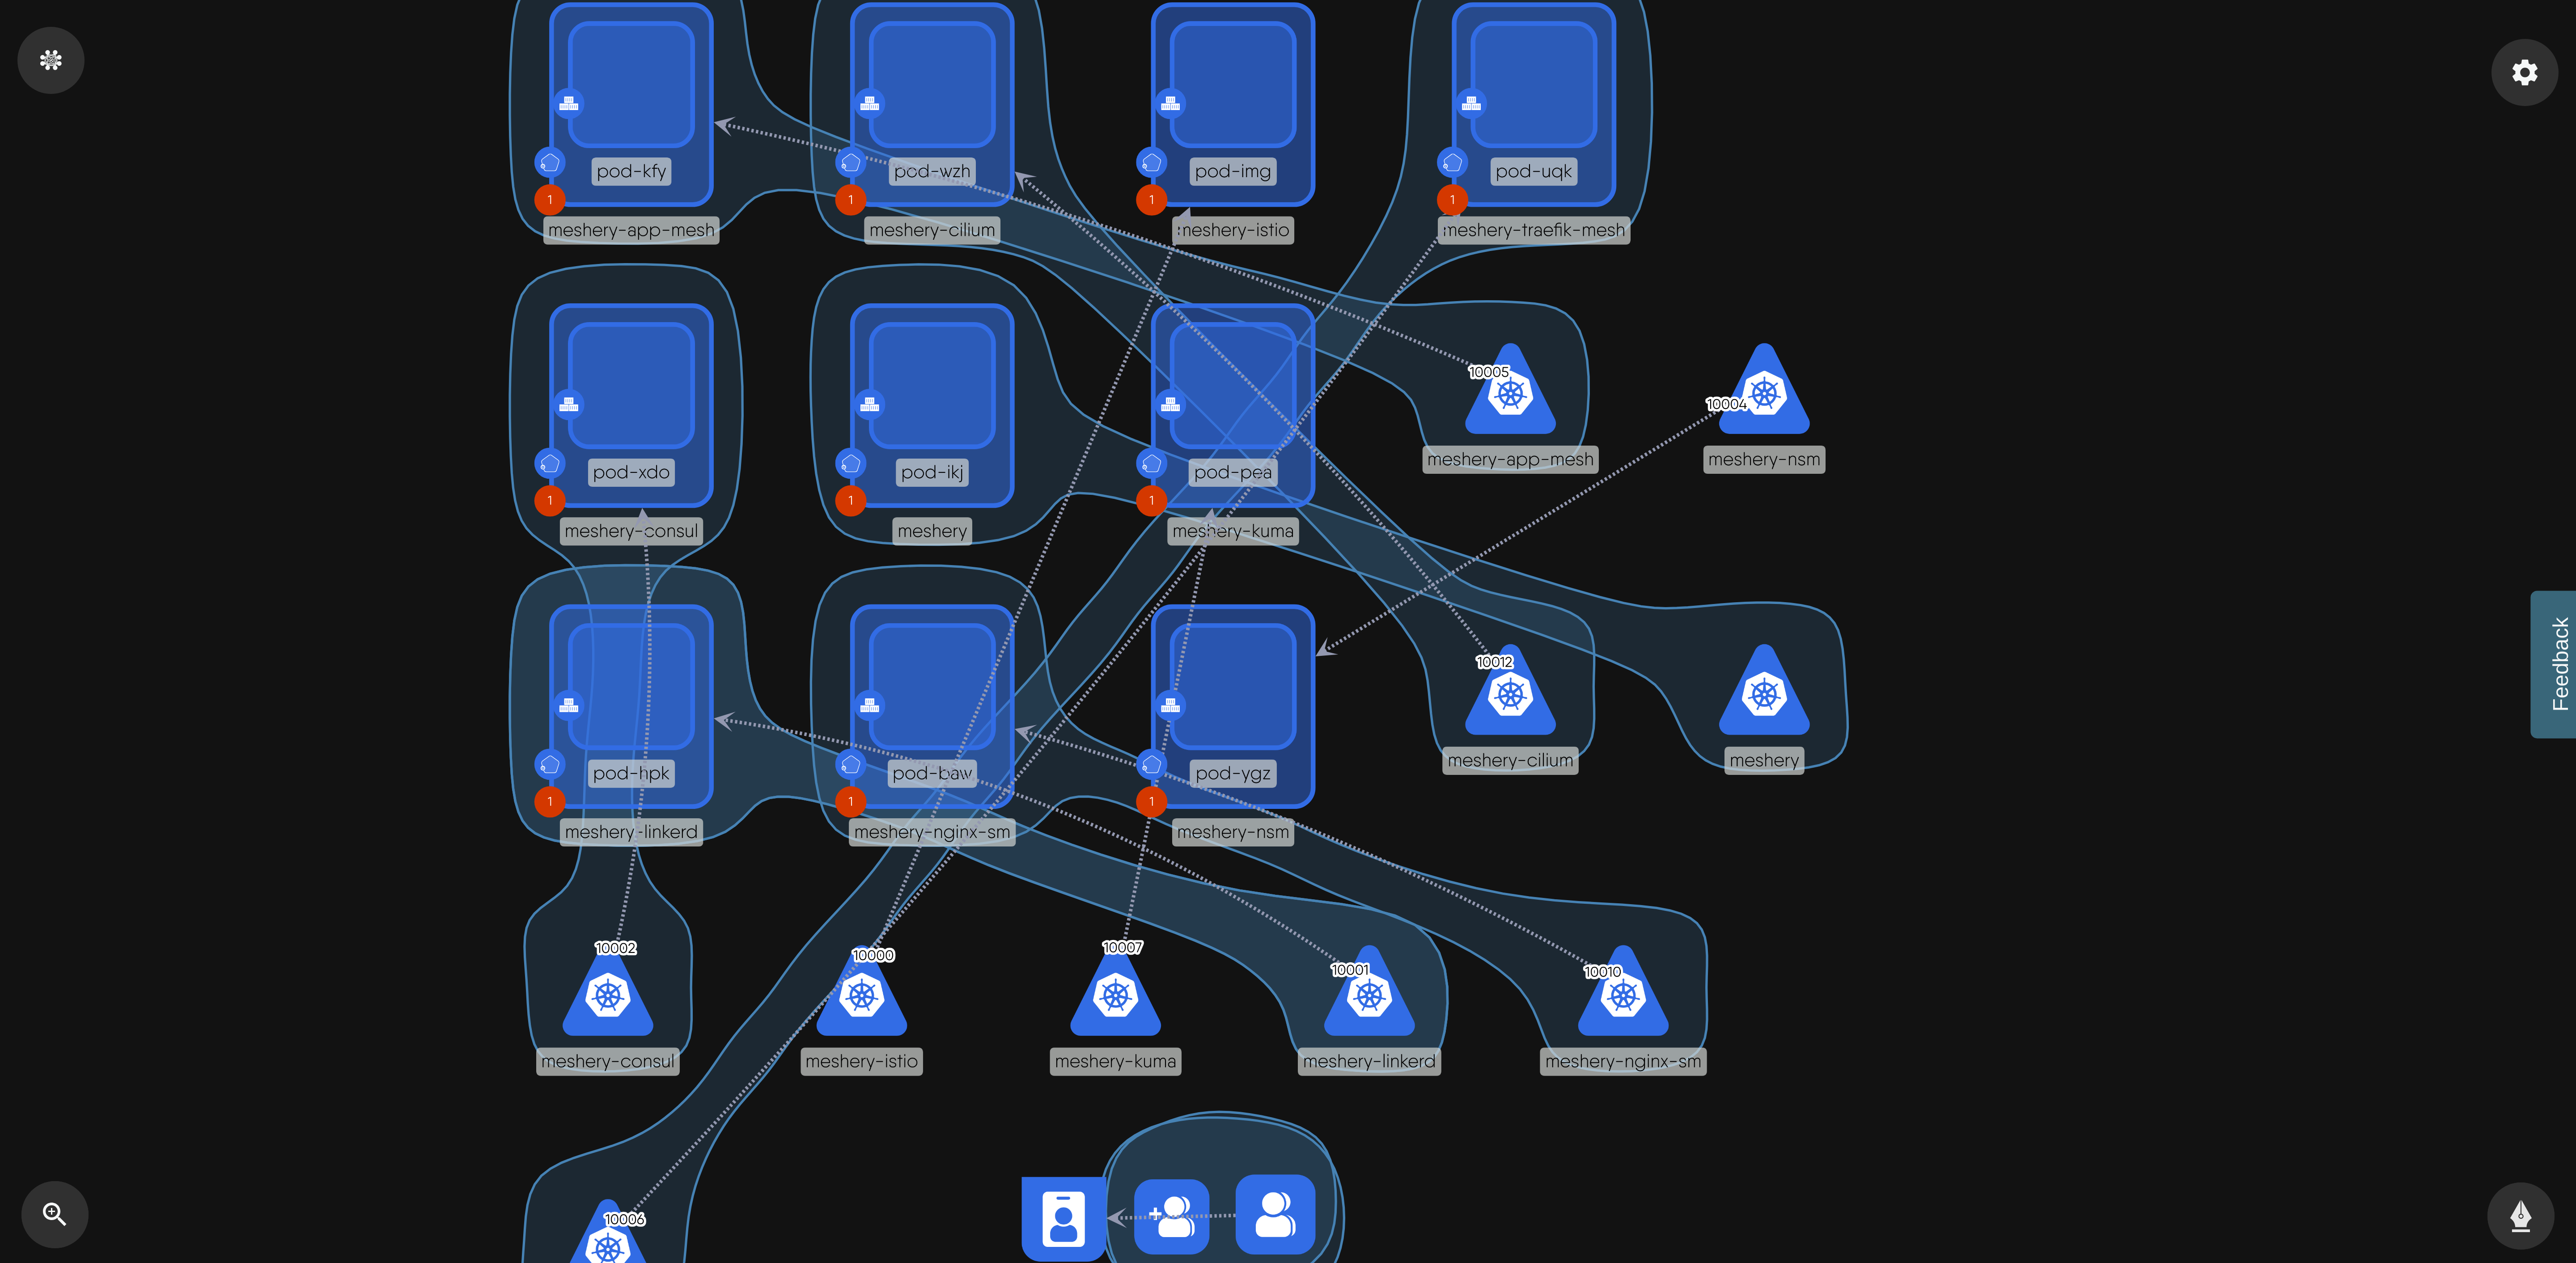 pod-kfy
pod-wzh
pod-img
pod-uqk
1
1
1
1
meshery-app-mesh
meshery-cilium
meshery-istio
meshery-traefik-mesh
10005
10004
pod-xdo
pod-ikj
pod-pea
meshery-app-mesh
meshery-nsm
1
1
1
meshery-consul
meshery
meshery-kuma
10012
Feedback
pod-hpk
pod-baw
pod-ygz
meshery-cilium
meshery
1
1
1
meshery-linkerd
meshery-nginx-sm
meshery-nsm
10002
10000
10007
10001
10010
meshery-consul
meshery-istio
meshery-kuma
meshery-linkerd
meshery-nginx-sm
10006